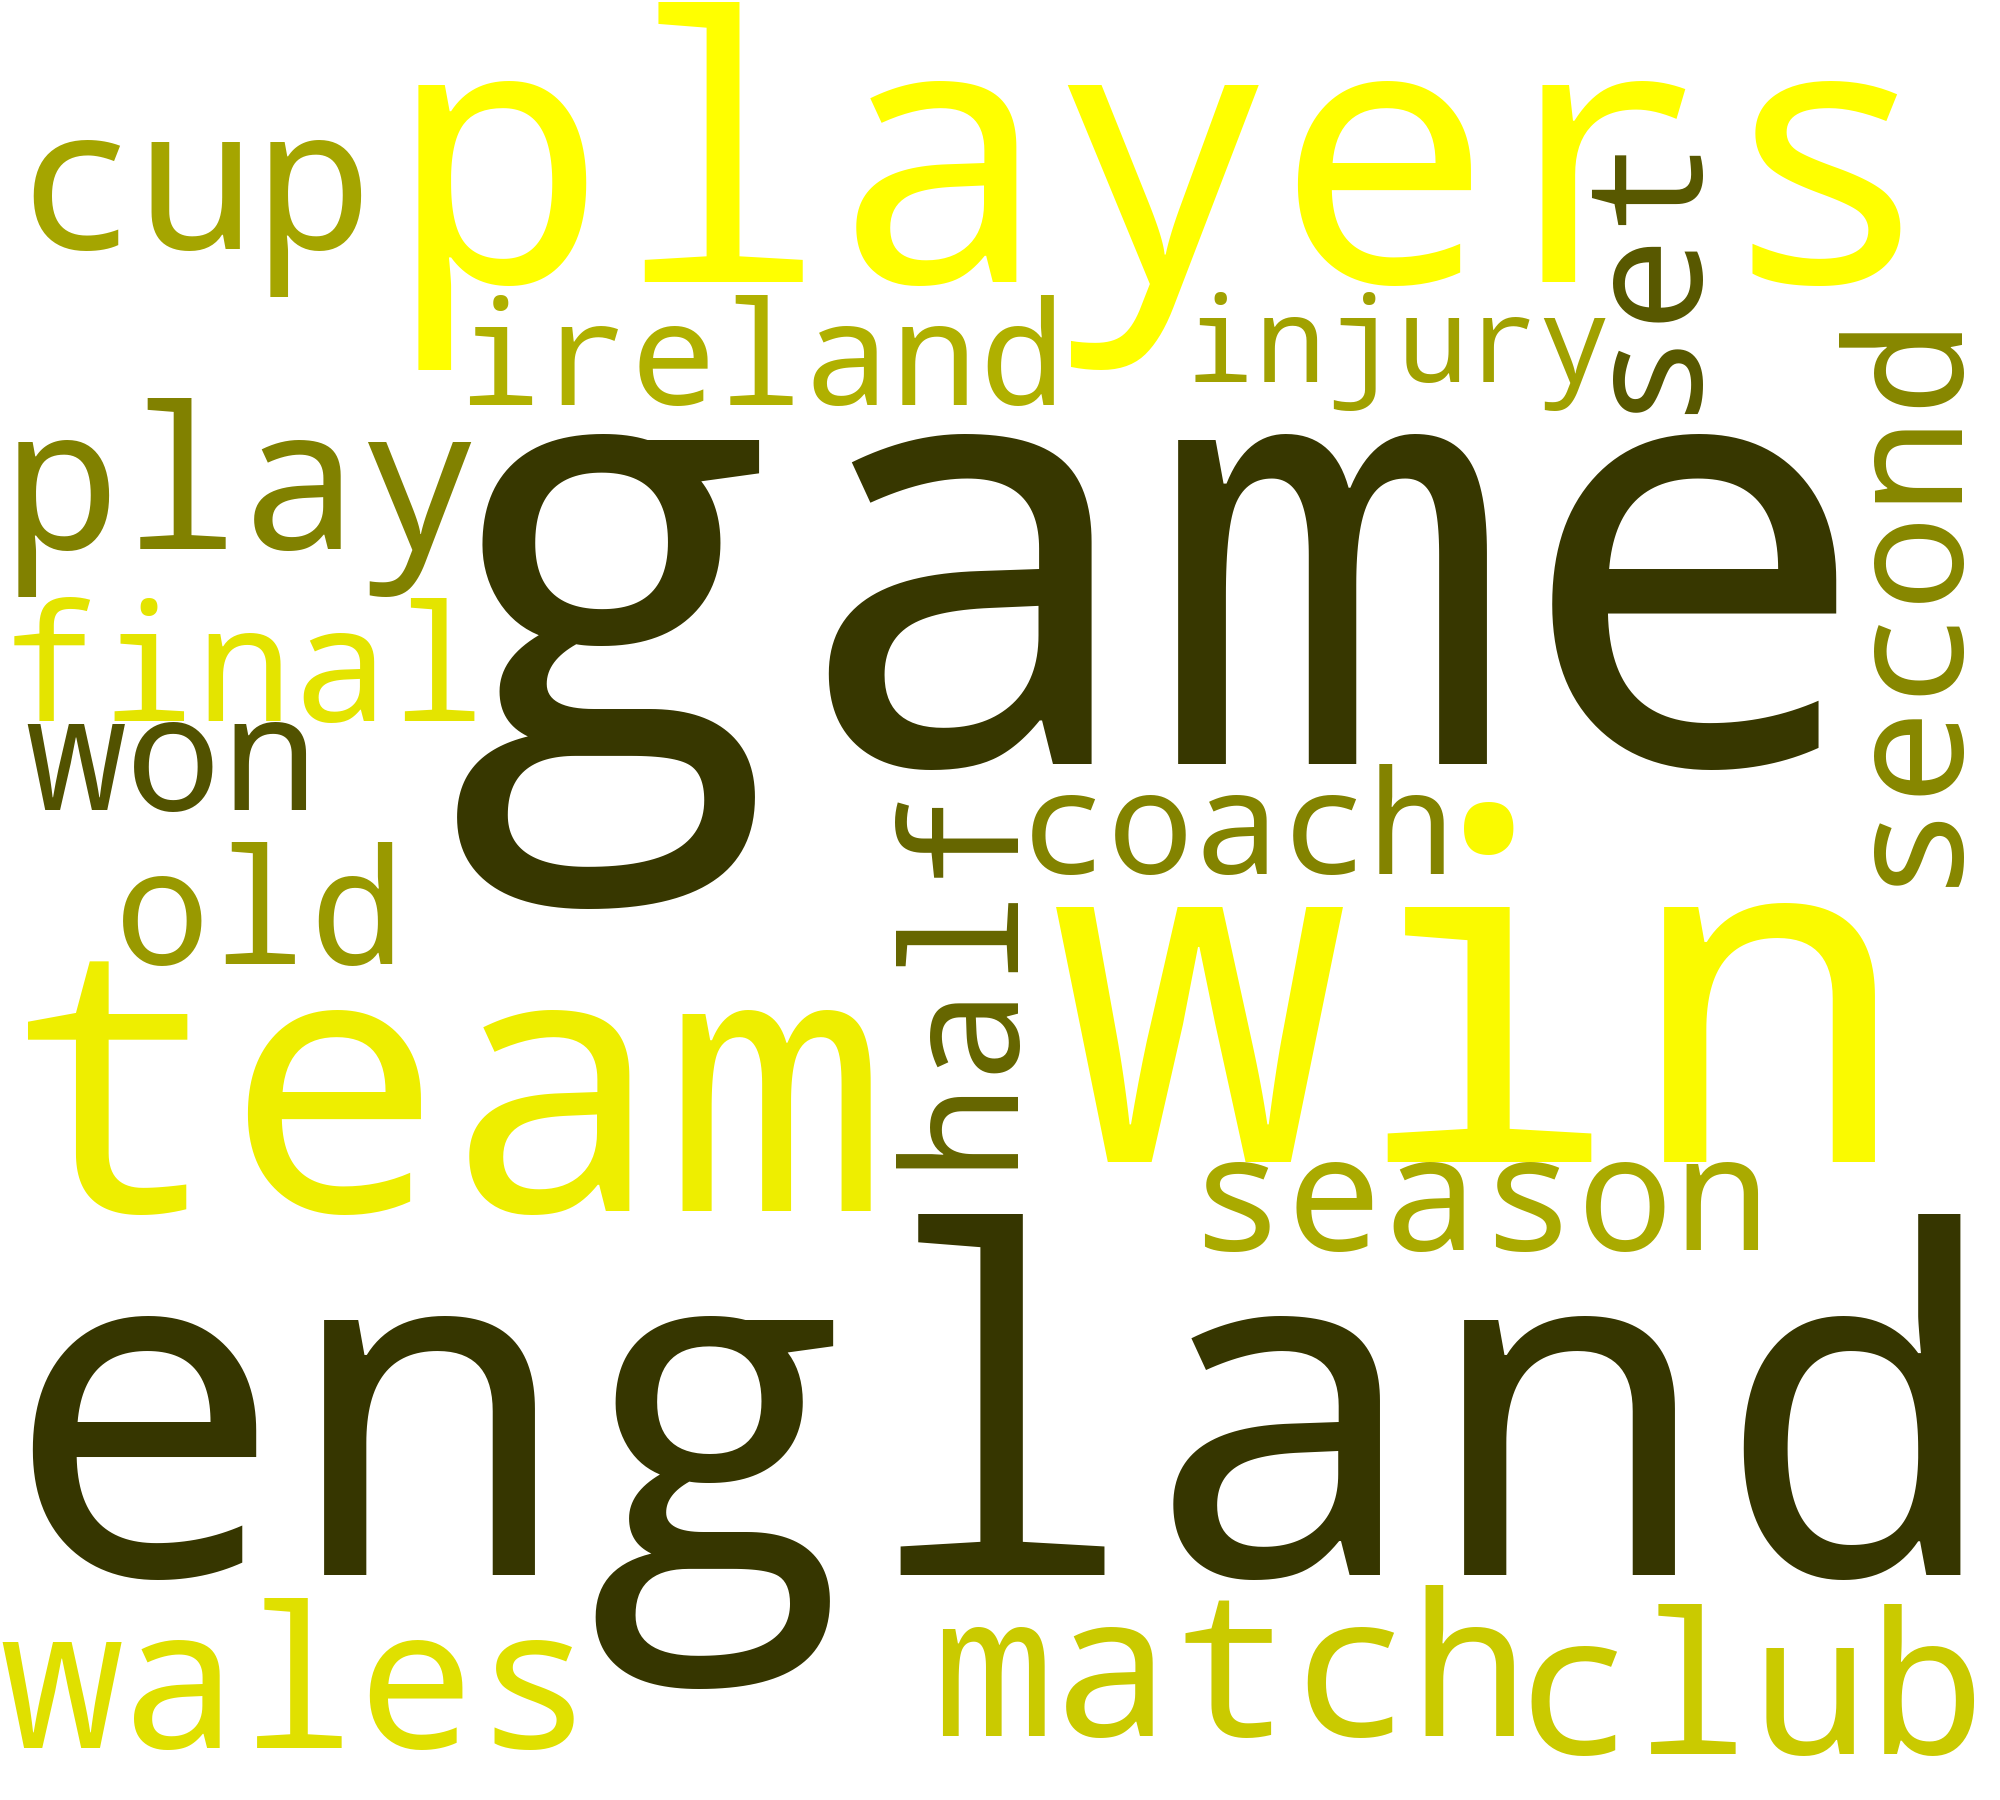 players
cup
set
ireland
injury
second
play
game
final
won
coach
half
old
win
team
season
england
wales
match
club